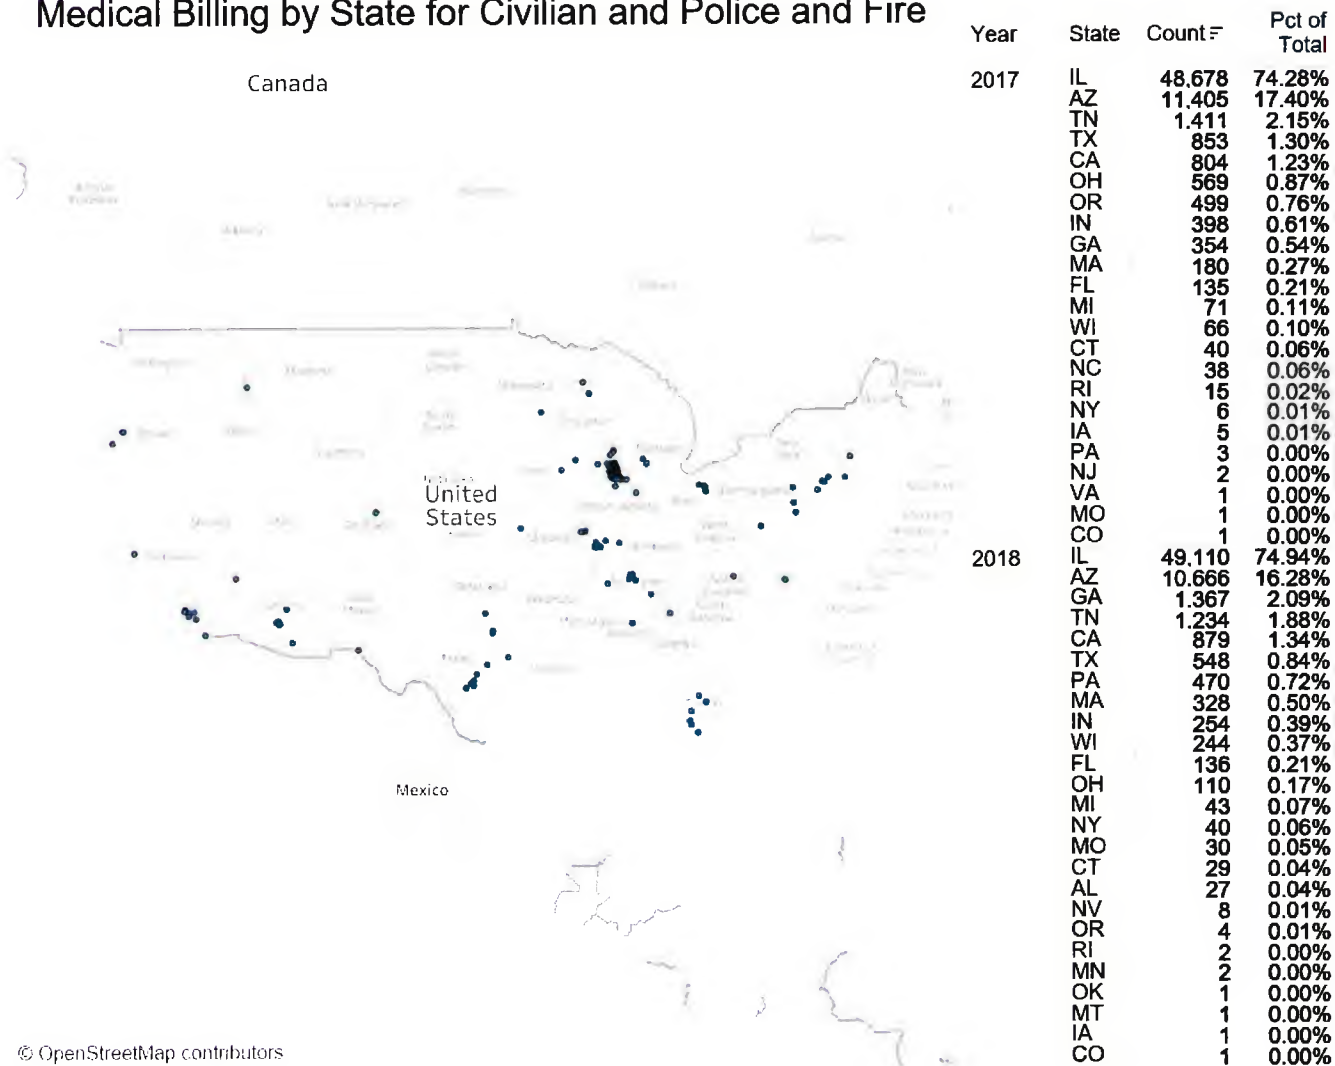 Medical Billing by State for Civilian and Police and Fire
Year State Count Pct of Total
Canada
United
States
Mexico
© OpenStreetMap contributors
2017 IL 48,678 74.28%
AZ 11,405 17.40%
TN 1,411 2.15%
TX 853 1.30%
CA 804 1.23%
OH 569 0.87%
OR 499 0.76%
IN 398 0.61%
GA 354 0.54%
MA 180 0.27%
FL 135 0.21%
MI 71 0.11%
WI 66 0.10%
CT 40 0.06%
NC 38 0.06%
RI 15 0.02%
NY 6 0.01%
IA 5 0.01%
PA 3 0.00%
NJ 2 0.00%
VA 1 0.00%
MO 1 0.00%
CO 1 0.00%
2018 IL 49,110 74.94%
AZ 10,666 16.28%
GA 1,367 2.09%
TN 1,234 1.88%
CA 879 1.34%
TX 548 0.84%
PA 470 0.72%
MA 328 0.50%
IN 254 0.39%
WI 244 0.37%
FL 136 0.21%
OH 110 0.17%
MI 43 0.07%
NY 40 0.06%
MO 30 0.05%
CT 29 0.04%
AL 27 0.04%
NV 8 0.01%
OR 4 0.01%
RI 2 0.00%
MN 2 0.00%
OK 1 0.00%
MT 1 0.00%
IA 1 0.00%
CO 1 0.00%